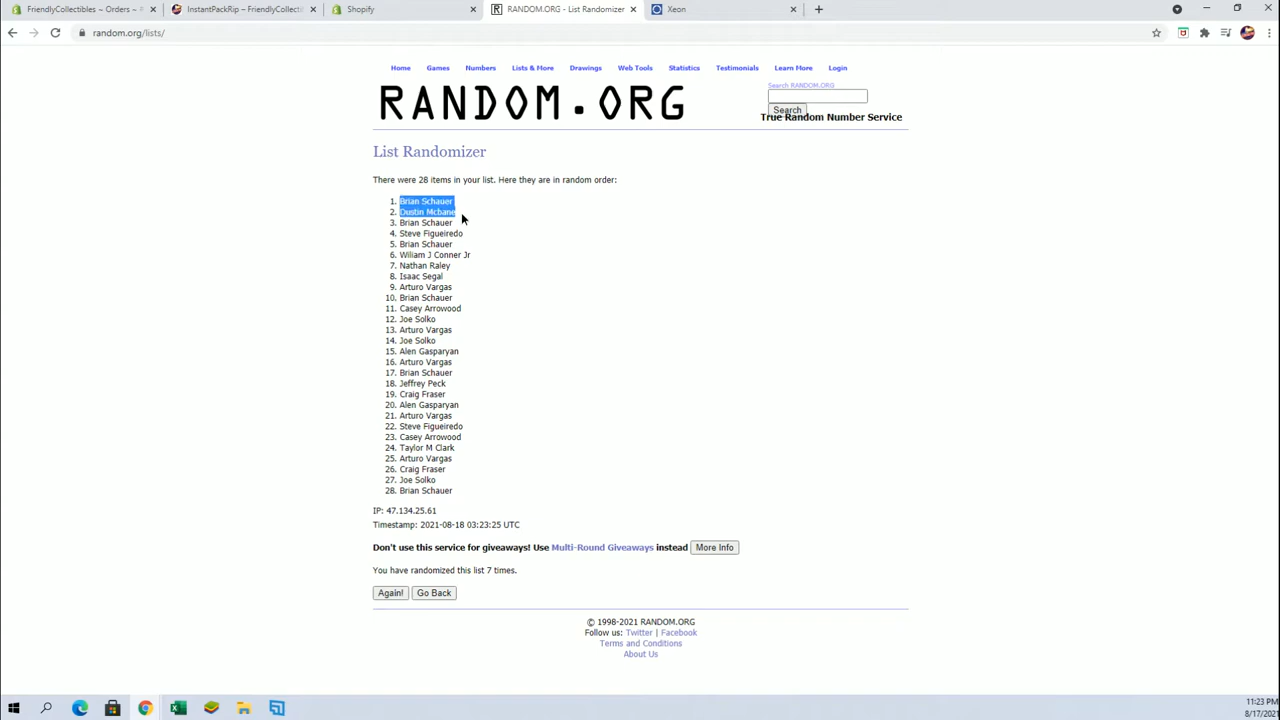 FriendlyCollectibles – Orders –
InstantPackRip – FriendlyCollecti
Shopify
RANDOM.ORG - List Randomizer
Xeon
random.org/lists/
Home Games Numbers Lists & More Drawings Web Tools Statistics Testimonials Learn More Login
Search RANDOM.ORG
RANDOM.ORG
Search
True Random Number Service
List Randomizer
There were 28 items in your list. Here they are in random order:
1. Brian Schauer
2. Dustin Mcbane
3. Brian Schauer
4. Steve Figueiredo
5. Brian Schauer
6. Wiliam J Conner Jr
7. Nathan Raley
8. Isaac Segal
9. Arturo Vargas
10. Brian Schauer
11. Casey Arrowood
12. Joe Solko
13. Arturo Vargas
14. Joe Solko
15. Alen Gasparyan
16. Arturo Vargas
17. Brian Schauer
18. Jeffrey Peck
19. Craig Fraser
20. Alen Gasparyan
21. Arturo Vargas
22. Steve Figueiredo
23. Casey Arrowood
24. Taylor M Clark
25. Arturo Vargas
26. Craig Fraser
27. Joe Solko
28. Brian Schauer
IP: 47.134.25.61
Timestamp: 2021-08-18 03:23:25 UTC
Don't use this service for giveaways! Use Multi-Round Giveaways instead More Info
You have randomized this list 7 times.
Again! Go Back
© 1998-2021 RANDOM.ORG
Follow us: Twitter | Facebook
Terms and Conditions
About Us
11:23 PM
8/17/2021